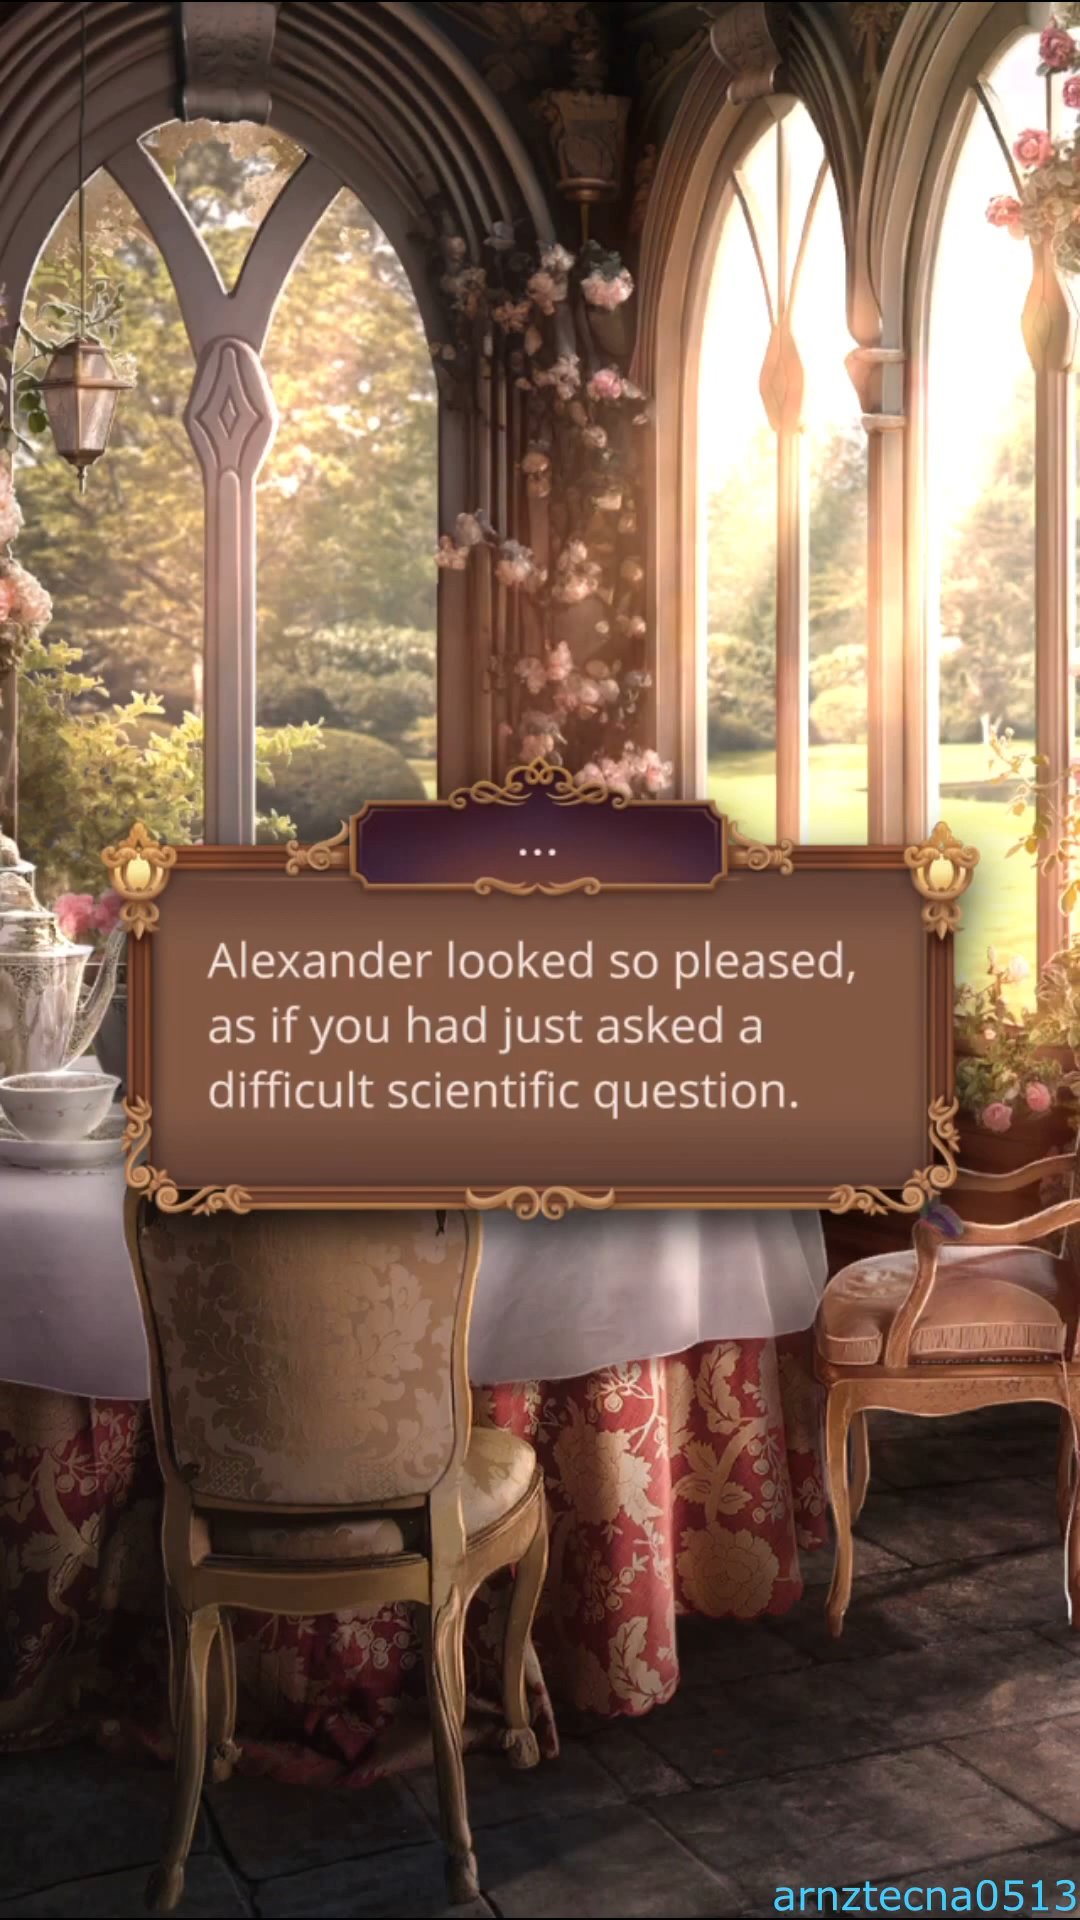 ...
Alexander looked so pleased,
as if you had just asked a
difficult scientific question.
arnztecna0513